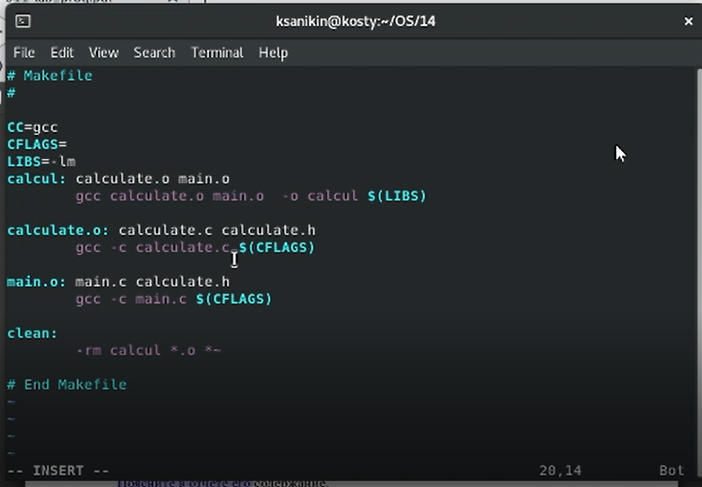 ksanikin@kosty:~/OS/14
File Edit View Search Terminal Help
# Makefile
#
CC=gcc
CFLAGS=
LIBS=-lm
calcul: calculate.o main.o
gcc calculate.o main.o  -o calcul $(LIBS)
calculate.o: calculate.c calculate.h
gcc -c calculate.c $(CFLAGS)
main.o: main.c calculate.h
gcc -c main.c $(CFLAGS)
clean:
-rm calcul *.o *~
# End Makefile
~
~
~
~
-- INSERT -- 20,14 Bot